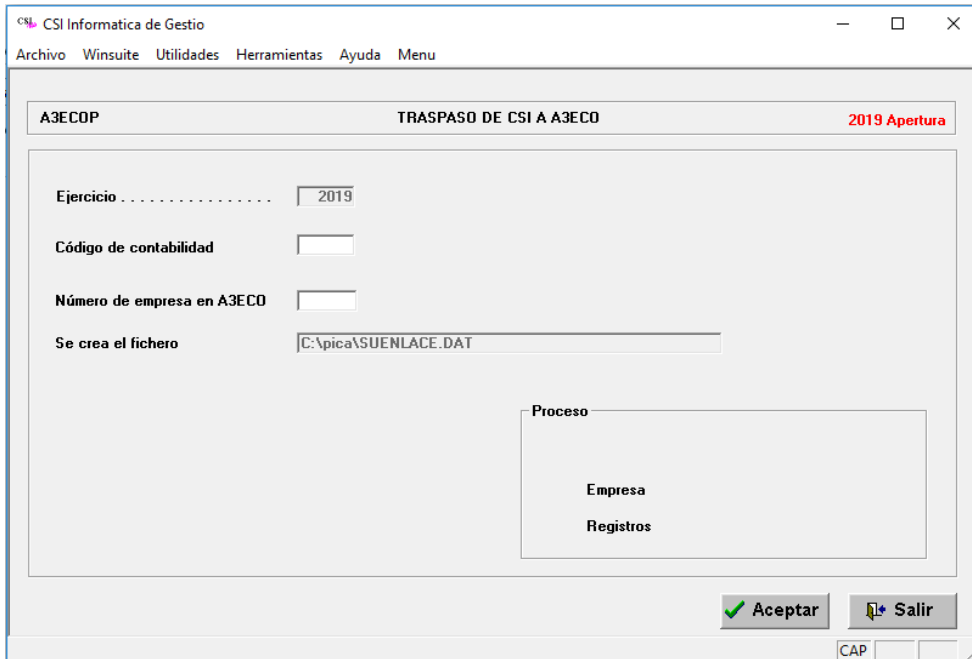 CSI CSI Informatica de Gestio
Archivo Winsuite Utilidades Herramientas Ayuda Menu
A3ECOP TRASPASO DE CSI A A3ECO 2019 Apertura
Ejercicio . . . . . . . . . . . . . . . . 2019
Código de contabilidad
Número de empresa en A3ECO
Se crea el fichero C:\pica\SUENLACE.DAT
Proceso
Empresa
Registros
Aceptar Salir
CAP